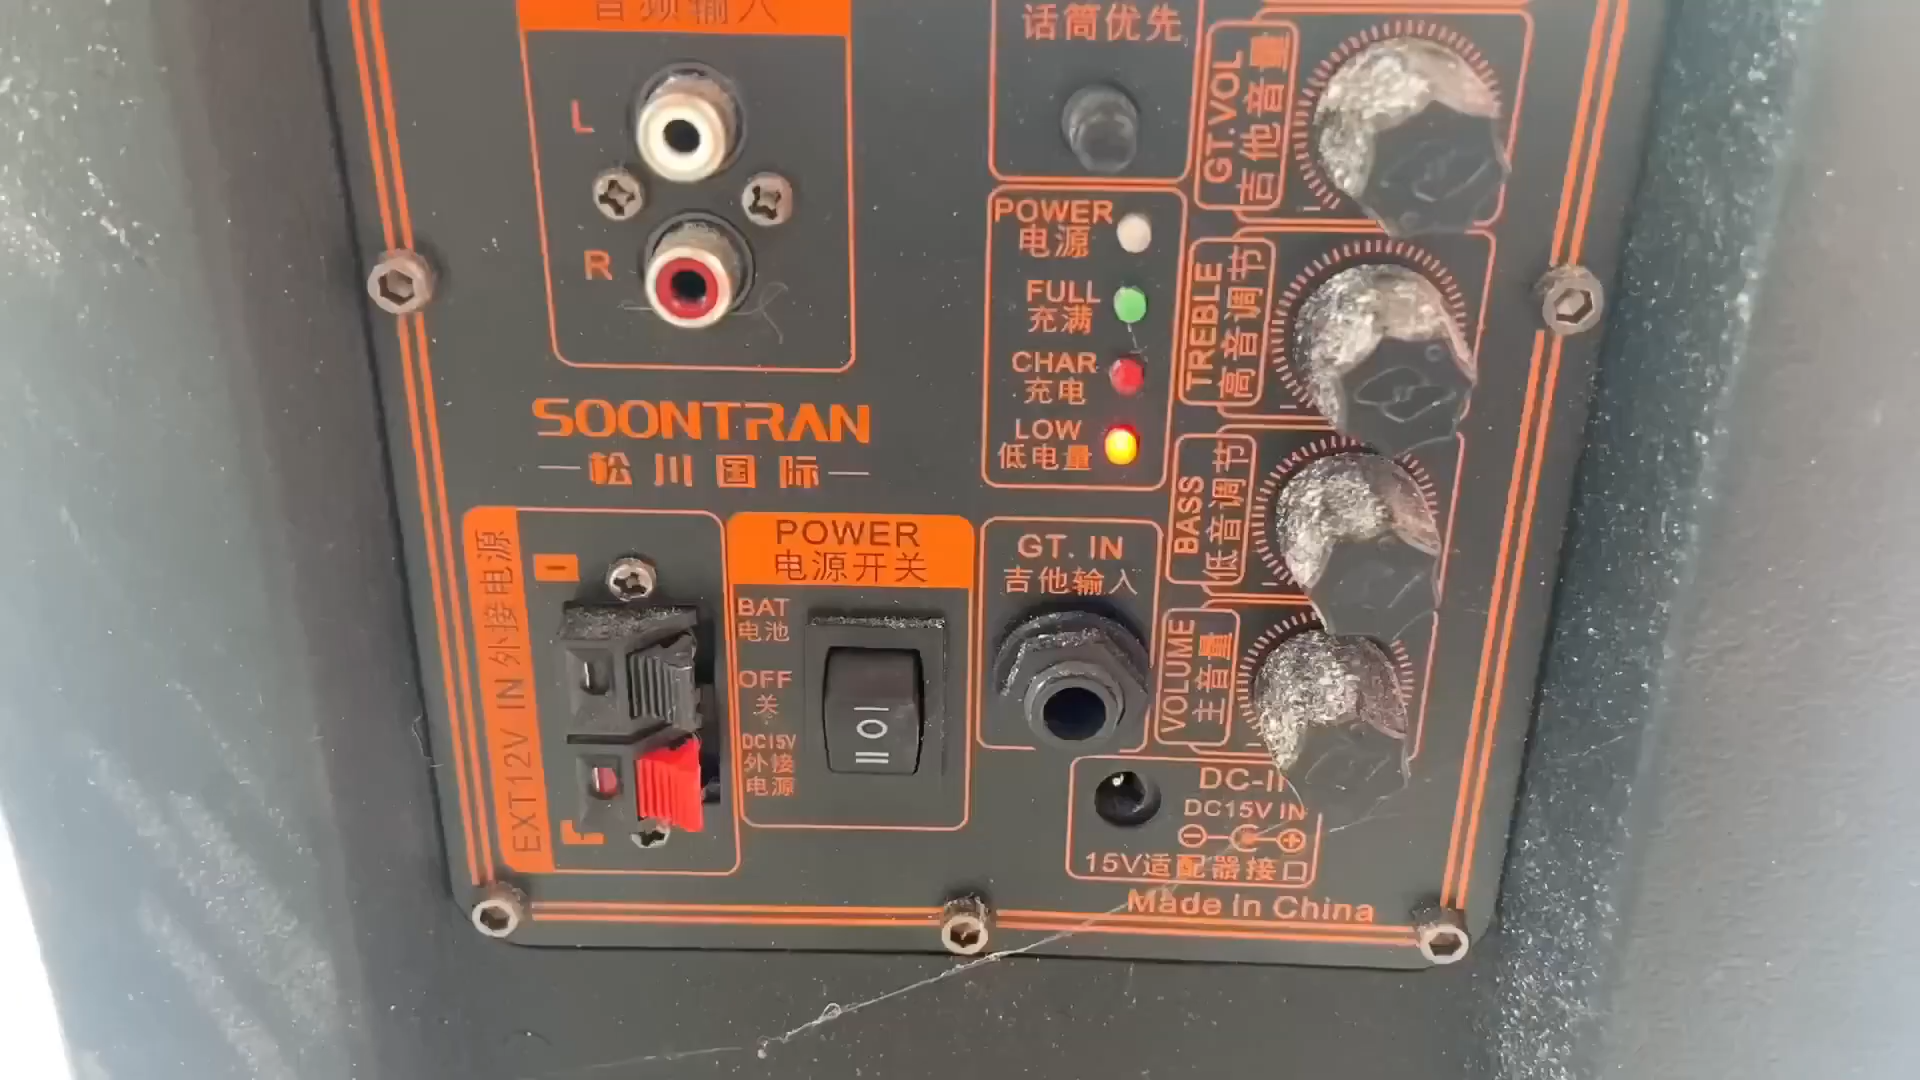 音频输入
L
R
SOONTRAN
松川国际
EXT12V IN 外接电源
POWER
电源开关
BAT
电池
OFF
关
DC15V
外接
电源
话筒优先
POWER
电源
FULL
充满
CHAR
充电
LOW
低电量
GT. IN
吉他输入
GT.VOL
吉他音量
TREBLE
高音调节
BASS
低音调节
VOLUME
主音量
DC15V IN
15V适配器接口
Made in China